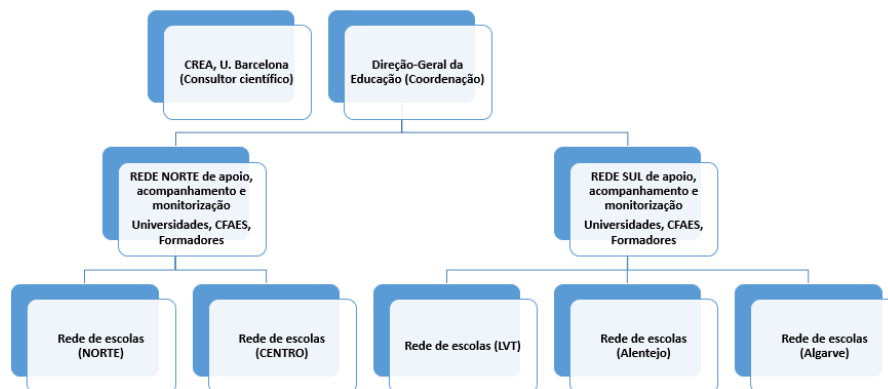 CREA, U. Barcelona
(Consultor científico)
Direção-Geral da
Educação (Coordenação)
REDE NORTE de apoio,
acompanhamento e
monitorização
Universidades, CFAES,
Formadores
REDE SUL de apoio,
acompanhamento e
monitorização
Universidades, CFAES,
Formadores
Rede de escolas
(NORTE)
Rede de escolas
(CENTRO)
Rede de escolas (LVT)
Rede de escolas
(Alentejo)
Rede de escolas
(Algarve)